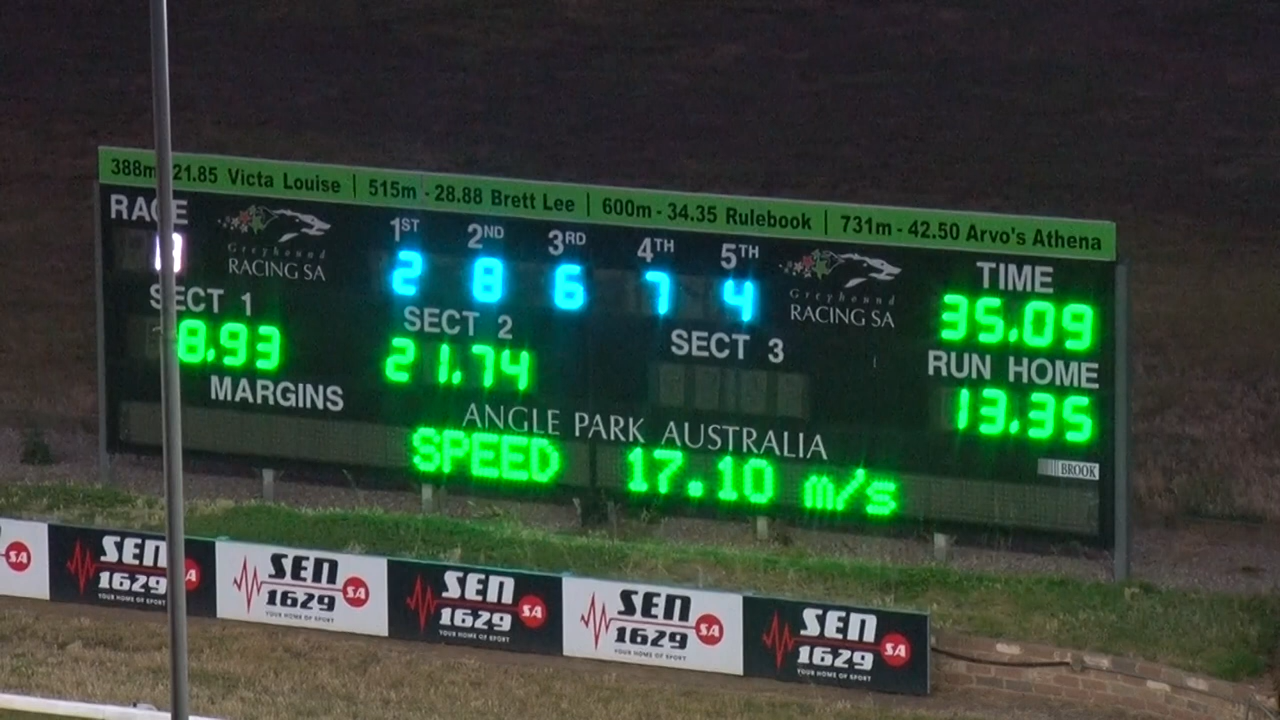 388m 21.85 Victa Louise | 515m - 28.88 Brett Lee | 600m - 34.35 Rulebook | 731m - 42.50 Arvo's Athena
RACE
Greyhound
RACING SA
1ST 2ND 3RD 4TH 5TH
2 8 6 7 4
Greyhound
RACING SA
TIME
35.09
SECT 1
8.93
SECT 2
21.74
SECT 3
RUN HOME
13.35
MARGINS
ANGLE PARK AUSTRALIA
SPEED 17.10 m/s
BROOK
SA
SEN
1629
YOUR HOME OF SPORT
SEN
1629 SA
YOUR HOME OF SPORT
SEN
1629 SA
YOUR HOME OF SPORT
SEN
1629 SA
YOUR HOME OF SPORT
SEN
1629 SA
YOUR HOME OF SPORT